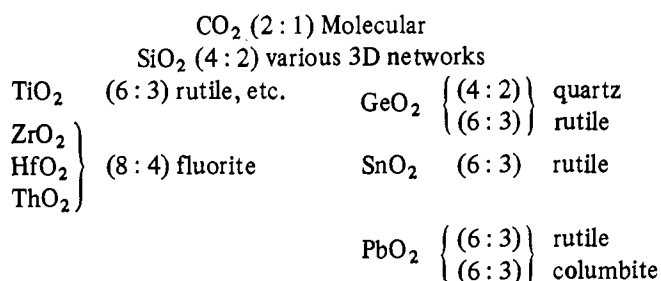 CO₂ (2 : 1) Molecular
SiO₂ (4 : 2) various 3D networks
TiO₂ (6 : 3) rutile, etc.
ZrO₂
HfO₂ (8 : 4) fluorite
ThO₂
GeO₂ (4 : 2) quartz
(6 : 3) rutile
SnO₂ (6 : 3) rutile
PbO₂ (6 : 3) rutile
(6 : 3) columbite